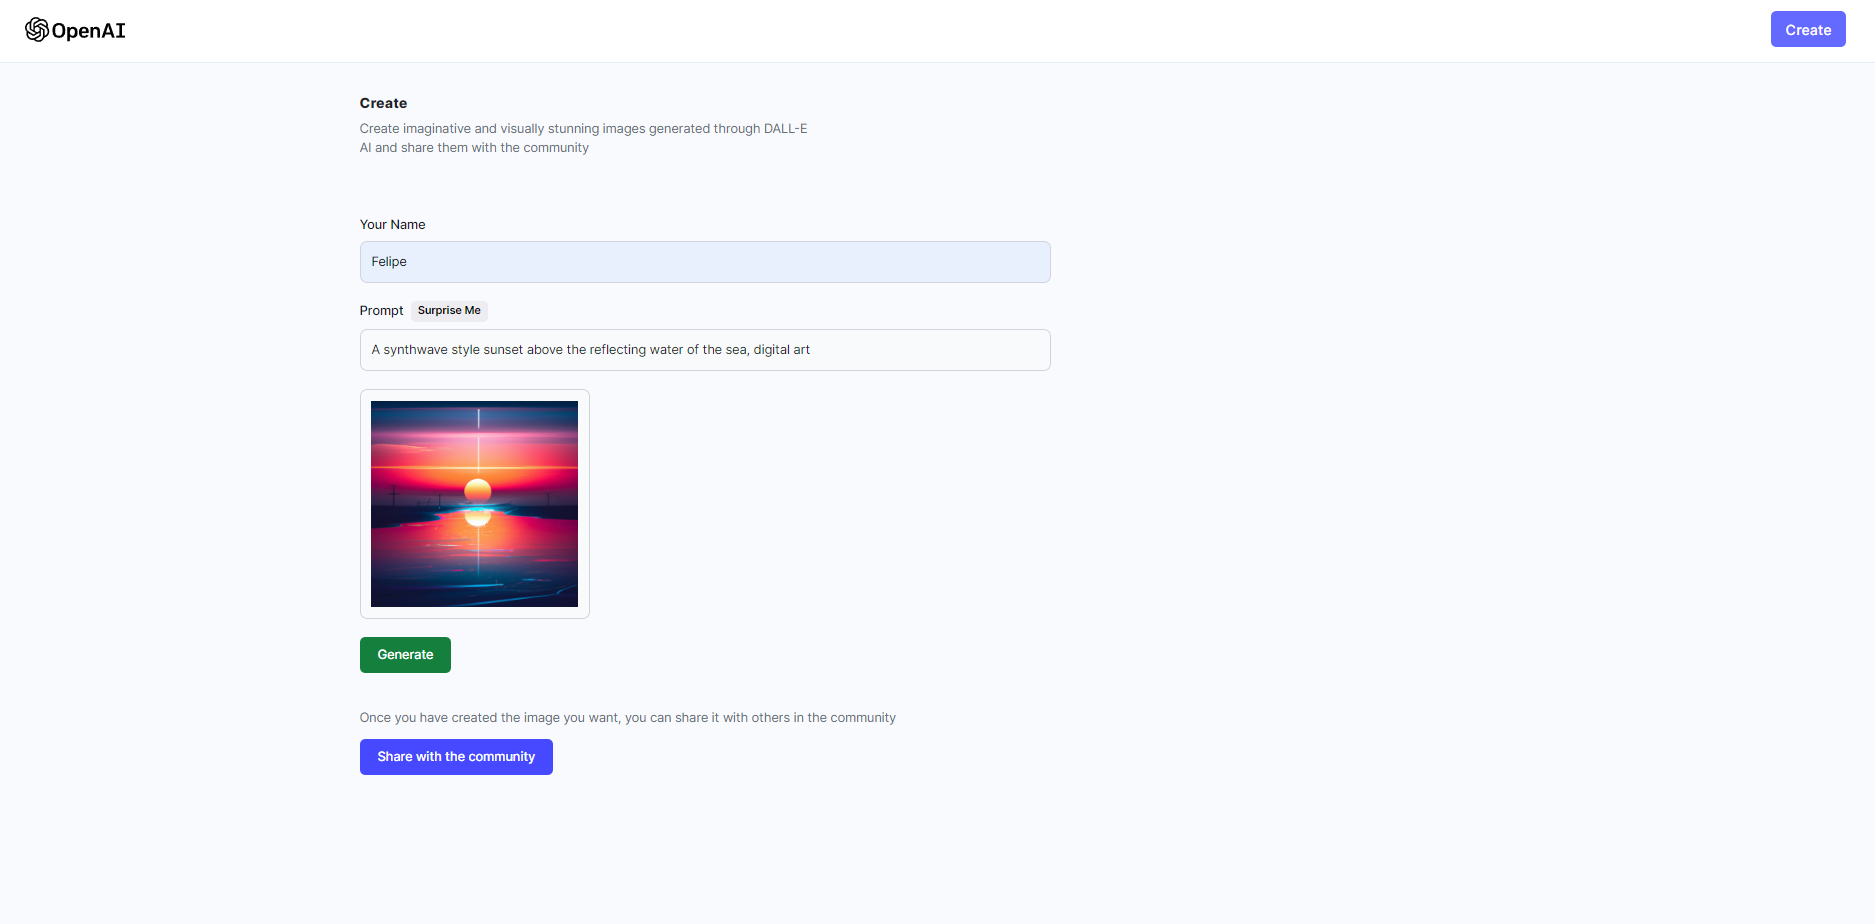 OpenAI
Create
Create
Create imaginative and visually stunning images generated through DALL-E
AI and share them with the community
Your Name
Felipe
Prompt Surprise Me
A synthwave style sunset above the reflecting water of the sea, digital art
Generate
Once you have created the image you want, you can share it with others in the community
Share with the community